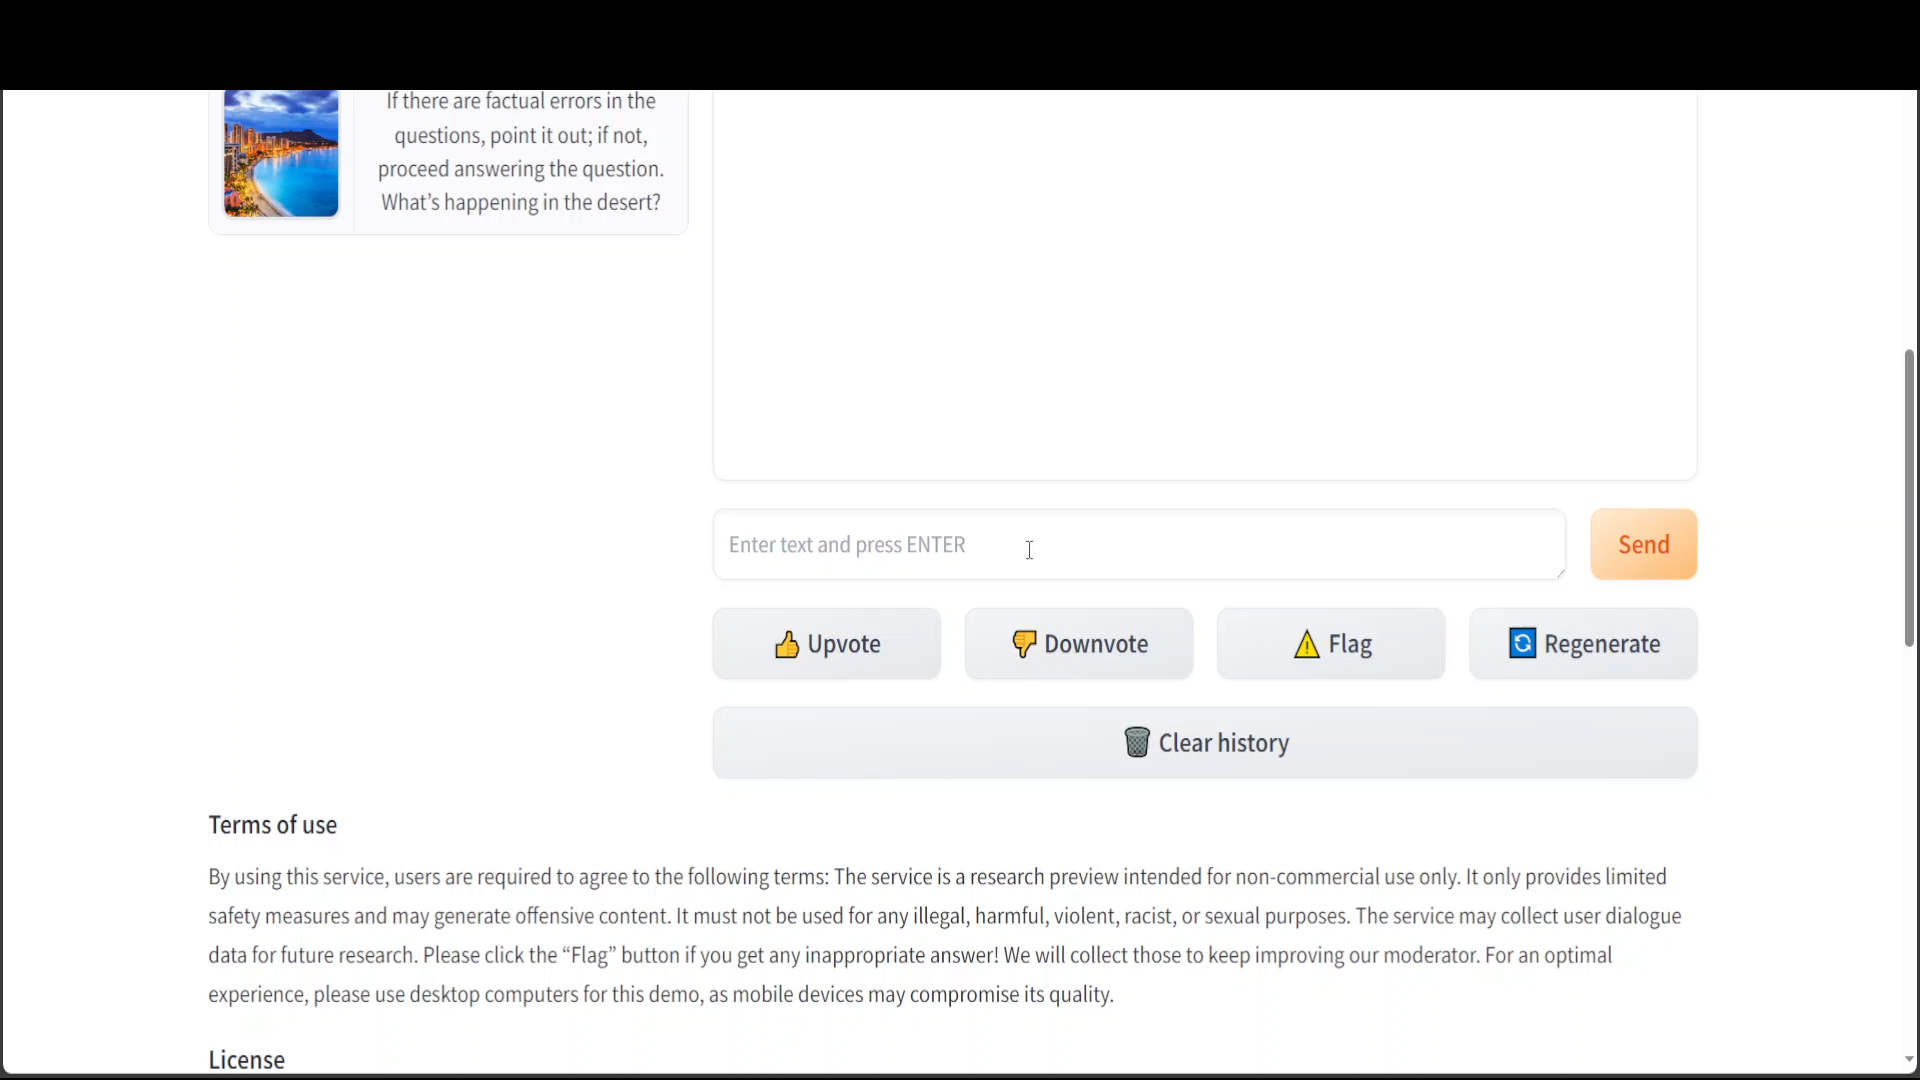 If there are factual errors in the
questions, point it out; if not,
proceed answering the question.
What’s happening in the desert?
Enter text and press ENTER
Send
Upvote
Downvote
Flag
Regenerate
Clear history
Terms of use
By using this service, users are required to agree to the following terms: The service is a research preview intended for non-commercial use only. It only provides limited
safety measures and may generate offensive content. It must not be used for any illegal, harmful, violent, racist, or sexual purposes. The service may collect user dialogue
data for future research. Please click the “Flag” button if you get any inappropriate answer! We will collect those to keep improving our moderator. For an optimal
experience, please use desktop computers for this demo, as mobile devices may compromise its quality.
License